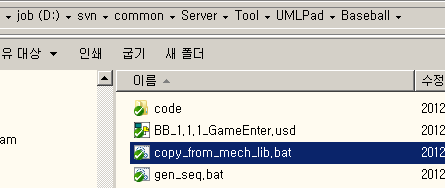 ▸ job (D:) ▸ svn ▸ common ▸ Server ▸ Tool ▸ UMLPad ▸ Baseball ▸
유 대상 ▼ 인쇄 굽기 새 폴더
이름 수정
code 2012
am BB_1,1,1_GameEnter,usd 2012
copy_from_mech_lib,bat 2012
gen_seq,bat 2012